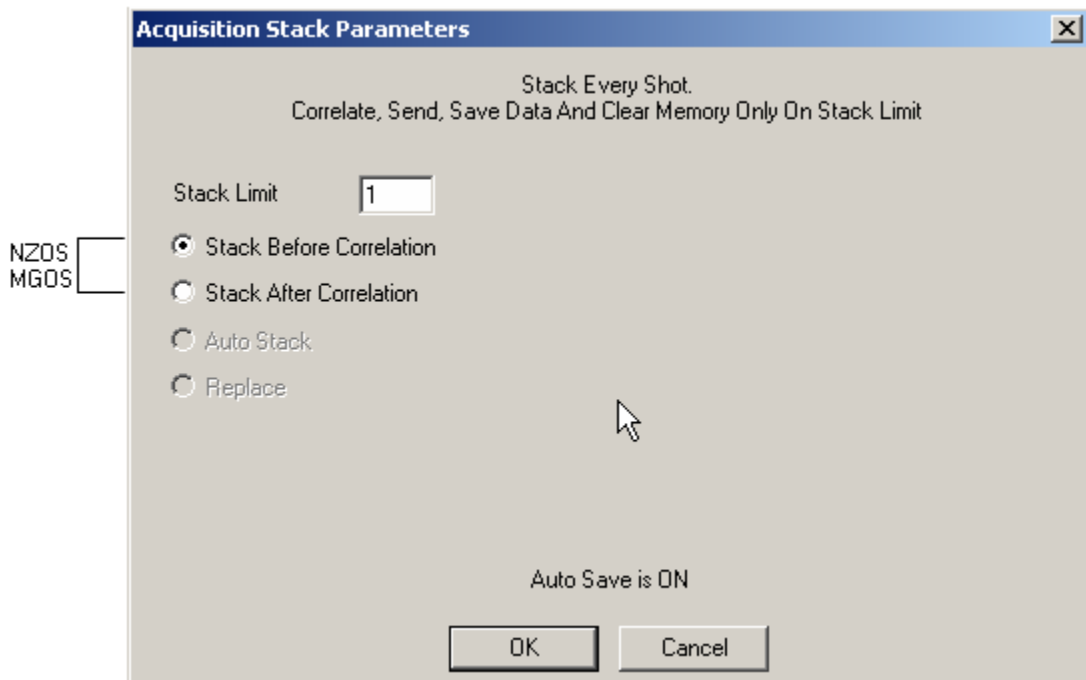 Acquisition Stack Parameters
Stack Every Shot.
Correlate, Send, Save Data And Clear Memory Only On Stack Limit
Stack Limit 1
NZOS
MGOS
Stack Before Correlation
Stack After Correlation
Auto Stack
Replace
Auto Save is ON
OK Cancel